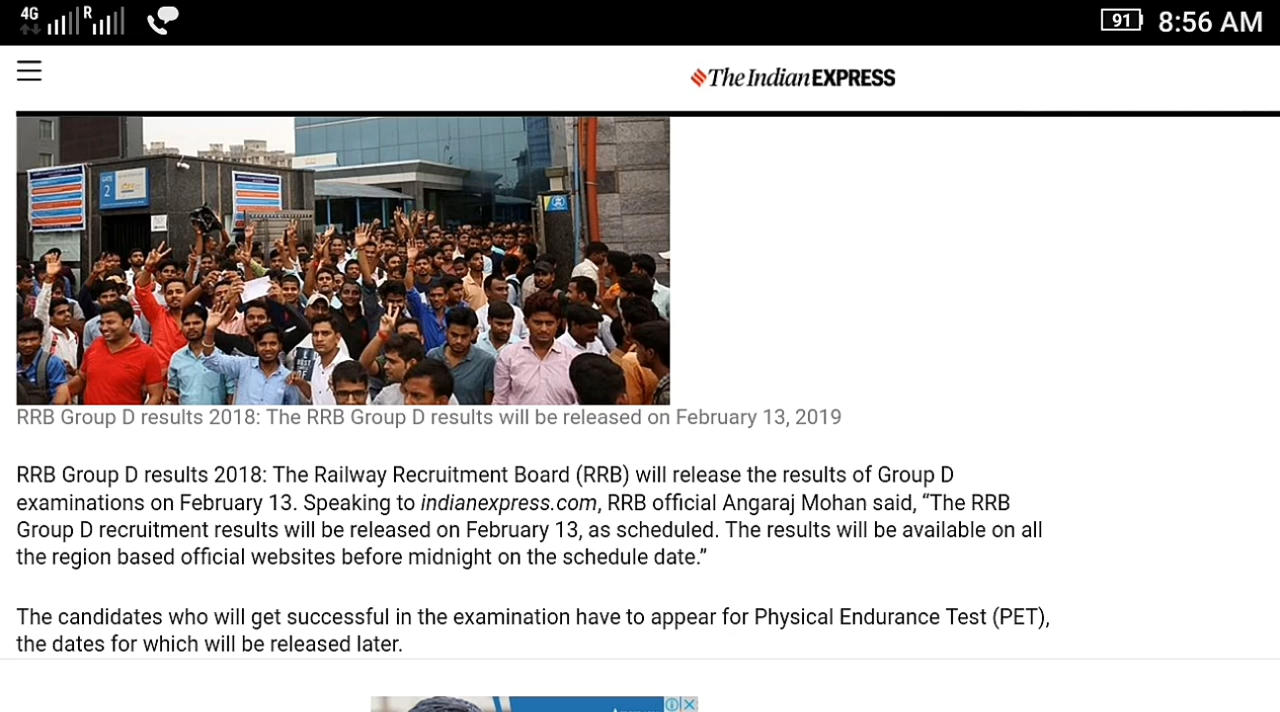 4G R 91 8:56 AM
The Indian EXPRESS
GATE
2
RRB Group D results 2018: The RRB Group D results will be released on February 13, 2019
RRB Group D results 2018: The Railway Recruitment Board (RRB) will release the results of Group D
examinations on February 13. Speaking to indianexpress.com, RRB official Angaraj Mohan said, “The RRB
Group D recruitment results will be released on February 13, as scheduled. The results will be available on all
the region based official websites before midnight on the schedule date.”
The candidates who will get successful in the examination have to appear for Physical Endurance Test (PET),
the dates for which will be released later.